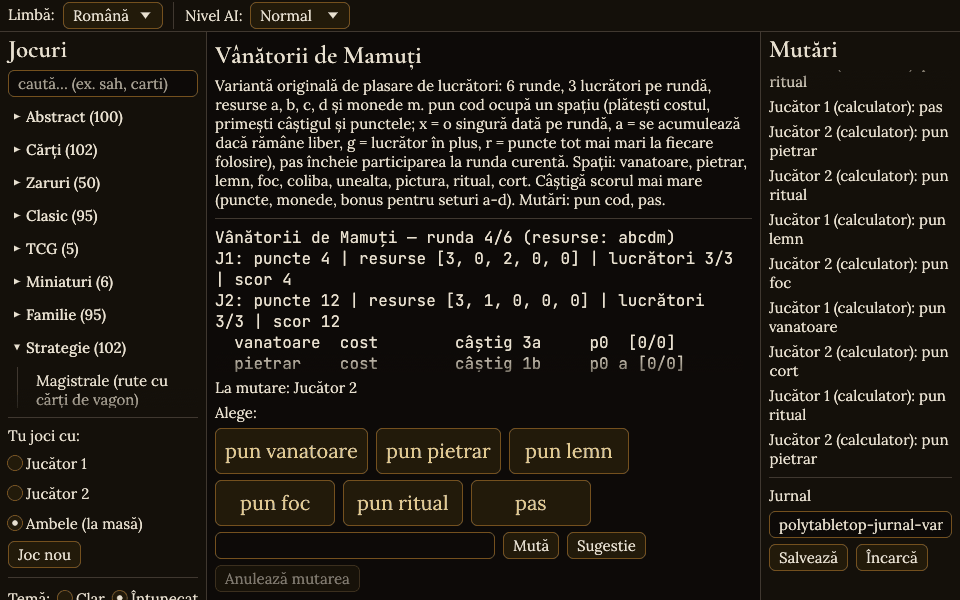 Limbă: Română ▼ Nivel AI: Normal ▼
Jocuri
caută... (ex. sah, carti)
▸ Abstract (100)
▸ Cărți (102)
▸ Zaruri (50)
▸ Clasic (95)
▸ TCG (5)
▸ Miniaturi (6)
▸ Familie (95)
▾ Strategie (102)
Magistrale (rute cu
cărți de vagon)
Tu joci cu:
Jucător 1
Jucător 2
Ambele (la masă)
Joc nou
Temă: Clar Întunecat
Vânătorii de Mamuți
Variantă originală de plasare de lucrători: 6 runde, 3 lucrători pe rundă,
resurse a, b, c, d și monede m. pun cod ocupă un spațiu (plătești costul,
primești câștigul și punctele; x = o singură dată pe rundă, a = se acumulează
dacă rămâne liber, g = lucrător în plus, r = puncte tot mai mari la fiecare
folosire), pas încheie participarea la runda curentă. Spații: vanatoare, pietrar,
lemn, foc, coliba, unealta, pictura, ritual, cort. Câștigă scorul mai mare
(puncte, monede, bonus pentru seturi a-d). Mutări: pun cod, pas.
Vânătorii de Mamuți — runda 4/6 (resurse: abcdm)
J1: puncte 4 | resurse [3, 0, 2, 0, 0] | lucrători 3/3
| scor 4
J2: puncte 12 | resurse [3, 1, 0, 0, 0] | lucrători
3/3 | scor 12
vanatoare cost câștig 3a p0 [0/0]
pietrar cost câștig 1b p0 a [0/0]
La mutare: Jucător 2
Alege:
pun vanatoare pun pietrar pun lemn
pun foc pun ritual pas
Mută Sugestie
Anulează mutarea
Mutări
ritual
Jucător 1 (calculator): pas
Jucător 2 (calculator): pun
pietrar
Jucător 2 (calculator): pun
ritual
Jucător 1 (calculator): pun
lemn
Jucător 2 (calculator): pun
foc
Jucător 1 (calculator): pun
vanatoare
Jucător 2 (calculator): pun
cort
Jucător 1 (calculator): pun
ritual
Jucător 2 (calculator): pun
pietrar
Jurnal
polytabletop-jurnal-var
Salvează Încarcă